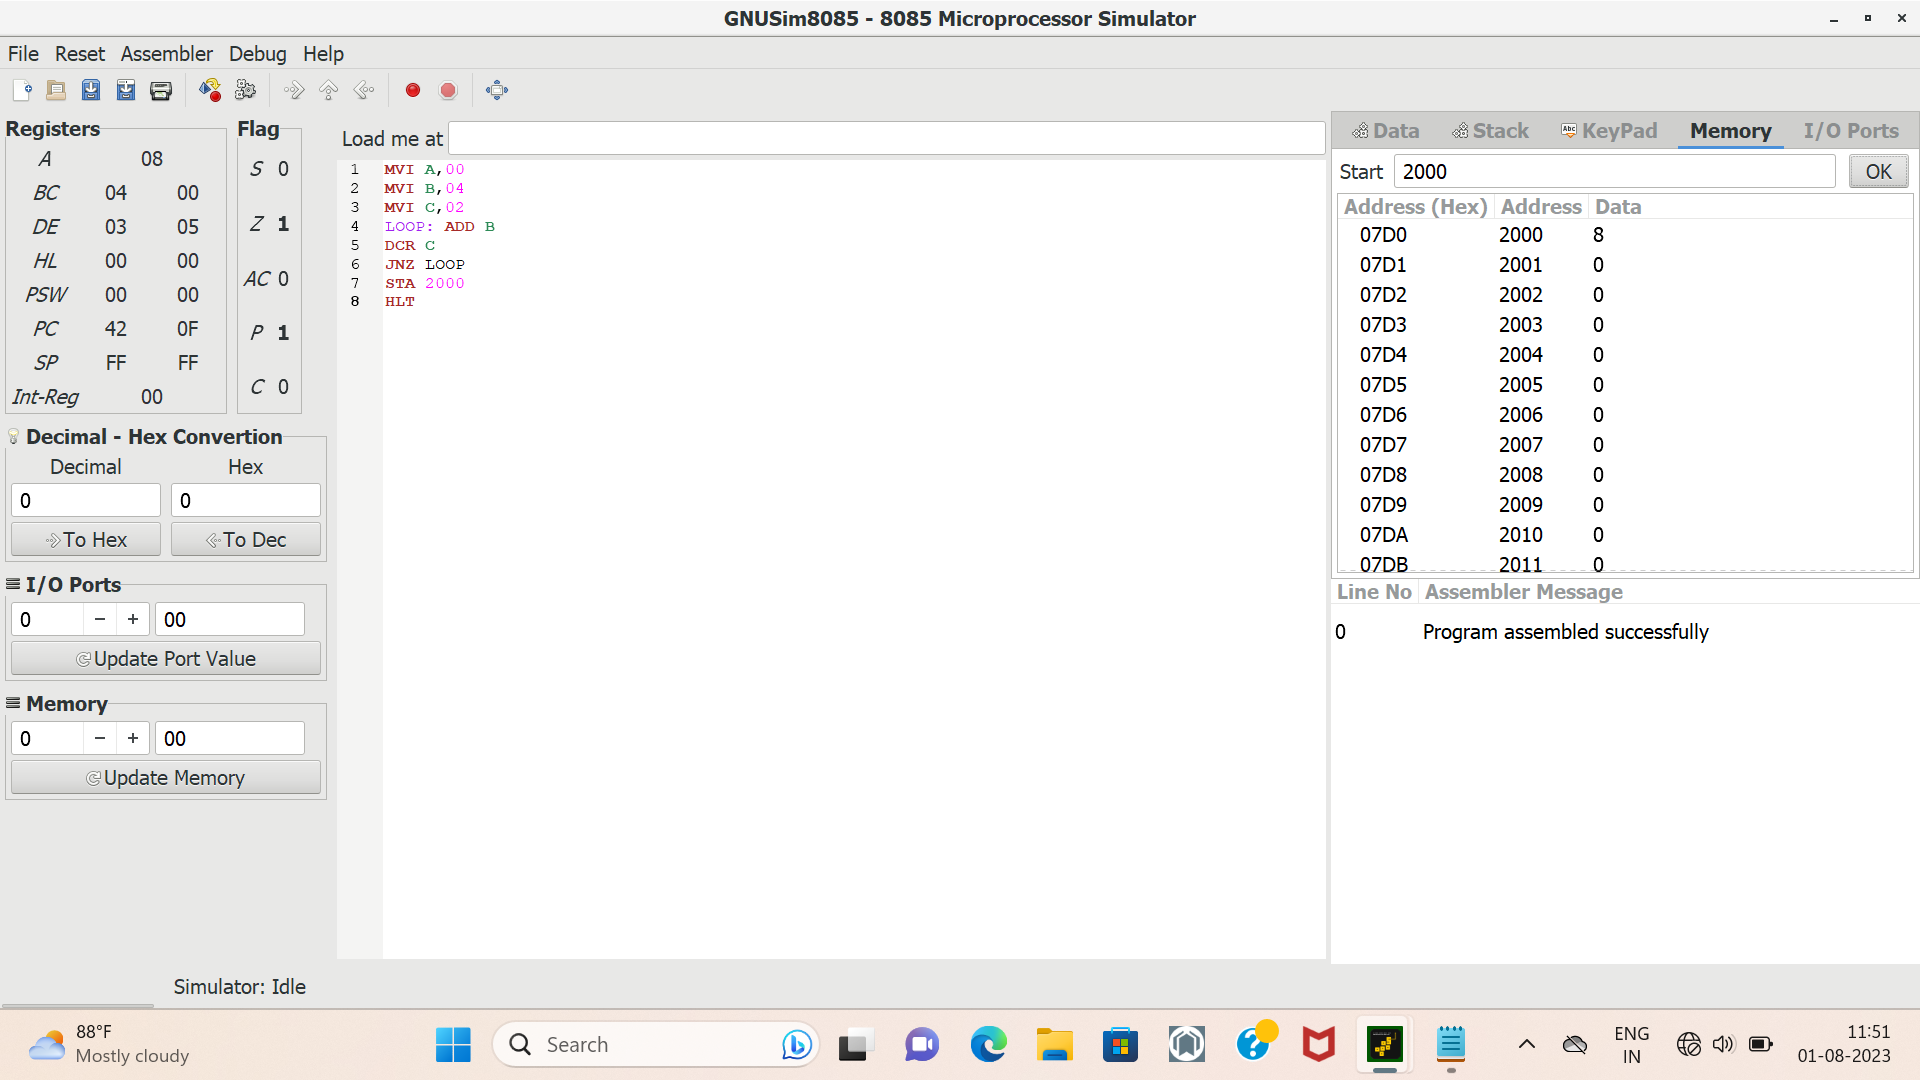 GNUSim8085 - 8085 Microprocessor Simulator
File Reset Assembler Debug Help
Registers
A 08
BC 04 00
DE 03 05
HL 00 00
PSW 00 00
PC 42 0F
SP FF FF
Int-Reg 00
Flag
S 0
Z 1
AC 0
P 1
C 0
Decimal - Hex Convertion
Decimal Hex
0 0
To Hex To Dec
I/O Ports
0 − + 00
Update Port Value
Memory
0 − + 00
Update Memory
Simulator: Idle
Load me at
1 MVI A,00
2 MVI B,04
3 MVI C,02
4 LOOP: ADD B
5 DCR C
6 JNZ LOOP
7 STA 2000
8 HLT
Data Stack Abc KeyPad Memory I/O Ports
Start 2000 OK
Address (Hex) Address Data
07D0 2000 8
07D1 2001 0
07D2 2002 0
07D3 2003 0
07D4 2004 0
07D5 2005 0
07D6 2006 0
07D7 2007 0
07D8 2008 0
07D9 2009 0
07DA 2010 0
07DB 2011 0
Line No Assembler Message
0 Program assembled successfully
88°F
Mostly cloudy
Search
ENG
IN
11:51
01-08-2023